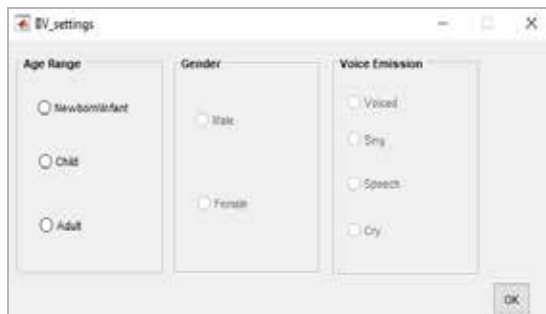 BV_settings
Age Range
Newborn/Infant
Child
Adult
Gender
Male
Female
Voice Emission
Voiced
Sing
Speech
Cry
OK